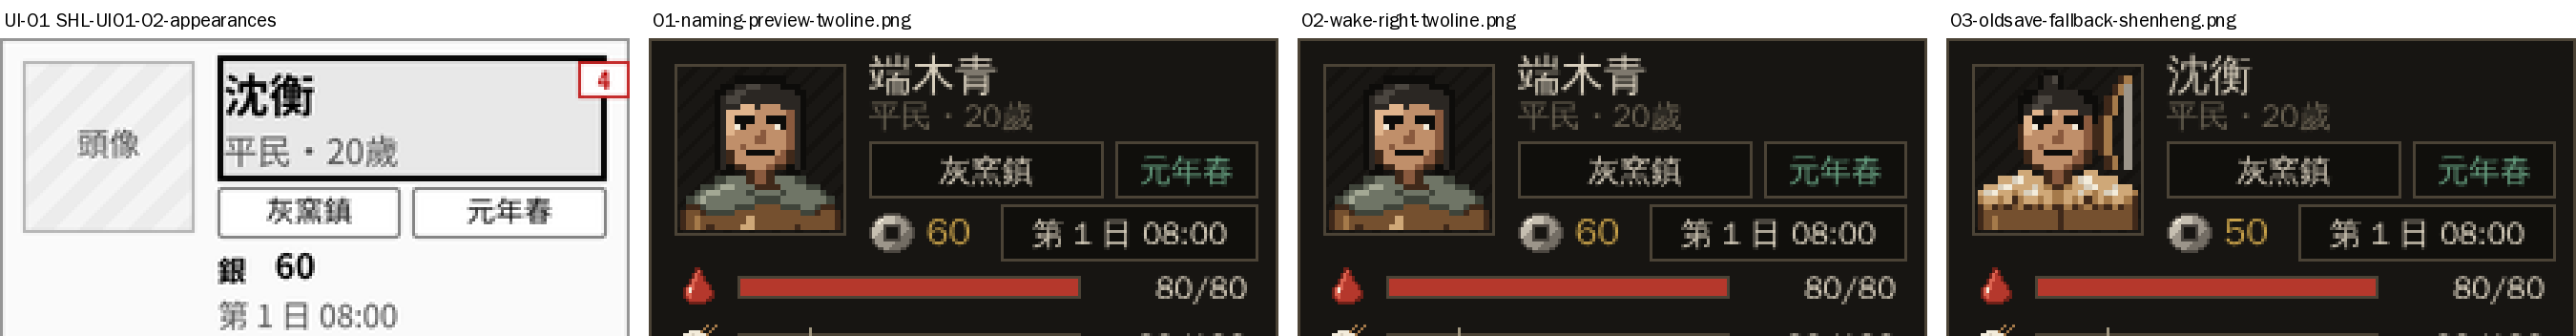 UI-01 SHL-UI01-02-appearances
頭像
沈衡
4
平民・20歲
灰窯鎮
元年春
銀 60
第 1 日 08:00
01-naming-preview-twoline.png
端木青
平民・20歲
灰窯鎮
元年春
60
第 1 日 08:00
80/80
02-wake-right-twoline.png
端木青
平民・20歲
灰窯鎮
元年春
60
第 1 日 08:00
80/80
03-oldsave-fallback-shenheng.png
沈衡
平民・20歲
灰窯鎮
元年春
50
第 1 日 08:00
80/80